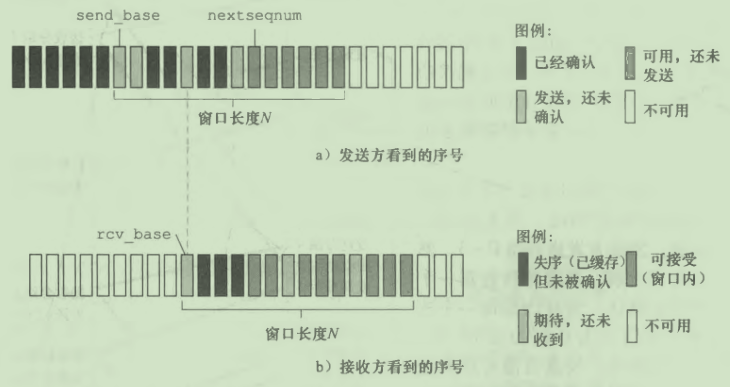 send_base
nextseqnum
窗口长度N
a）发送方看到的序号
图例：
已经确认
可用，还未
发送
发送，还未
确认
不可用
rcv_base
窗口长度N
b）接收方看到的序号
图例：
失序（已缓存）
但未被确认
可接受
（窗口内）
期待，还未
收到
不可用